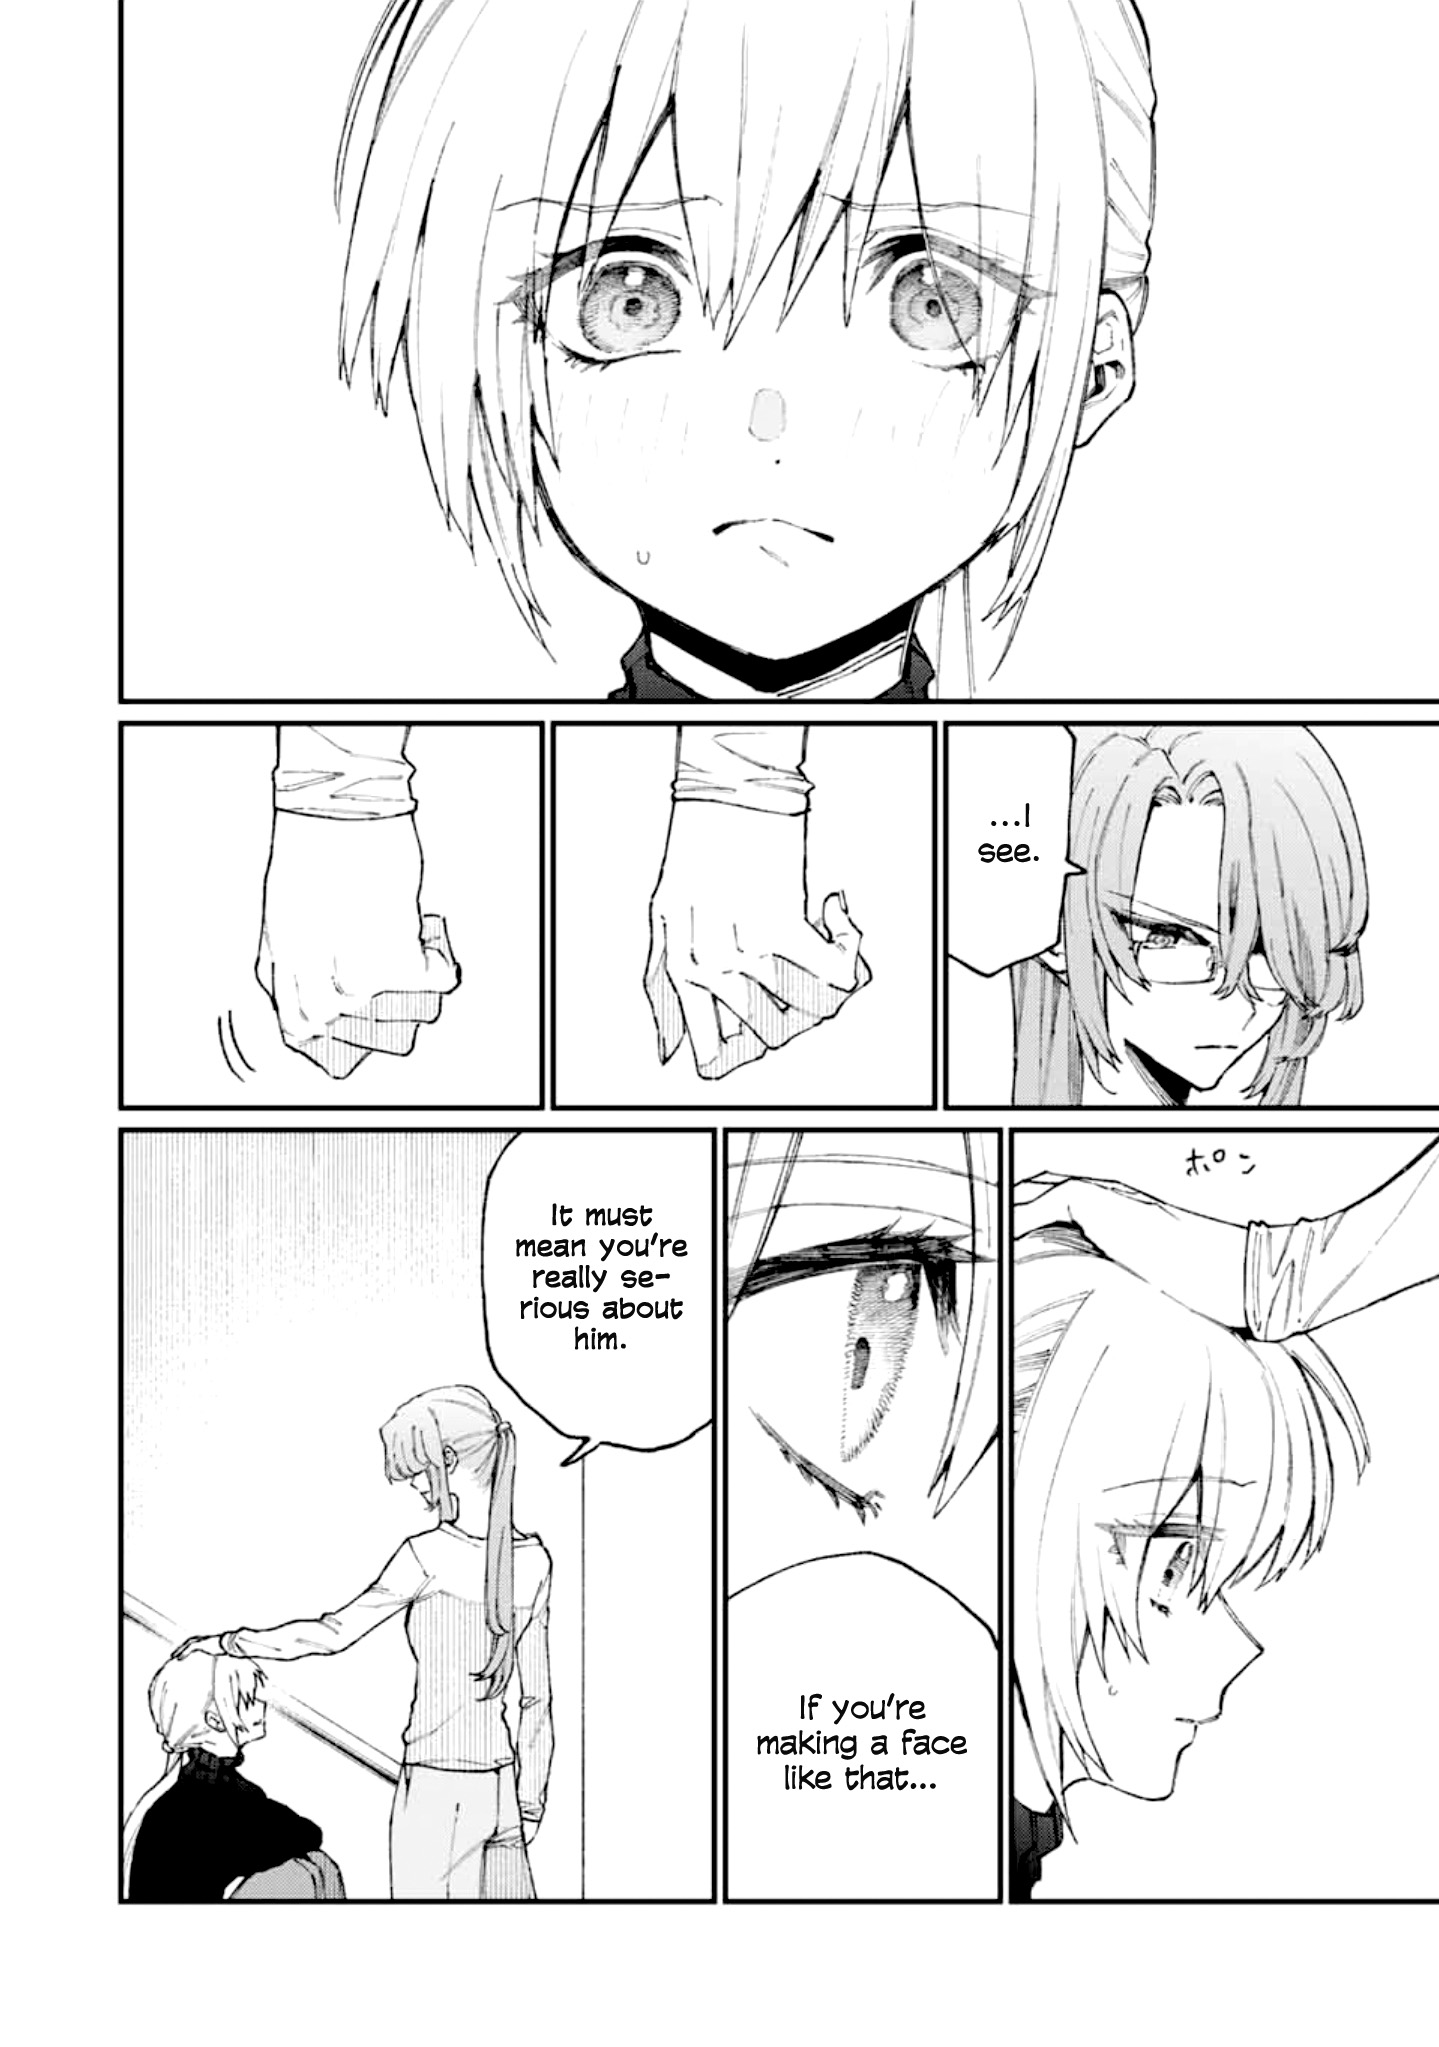 ...I
see.
ポン
If you're
making a face
like that...
It must
mean you're
really se-
rious about
him.